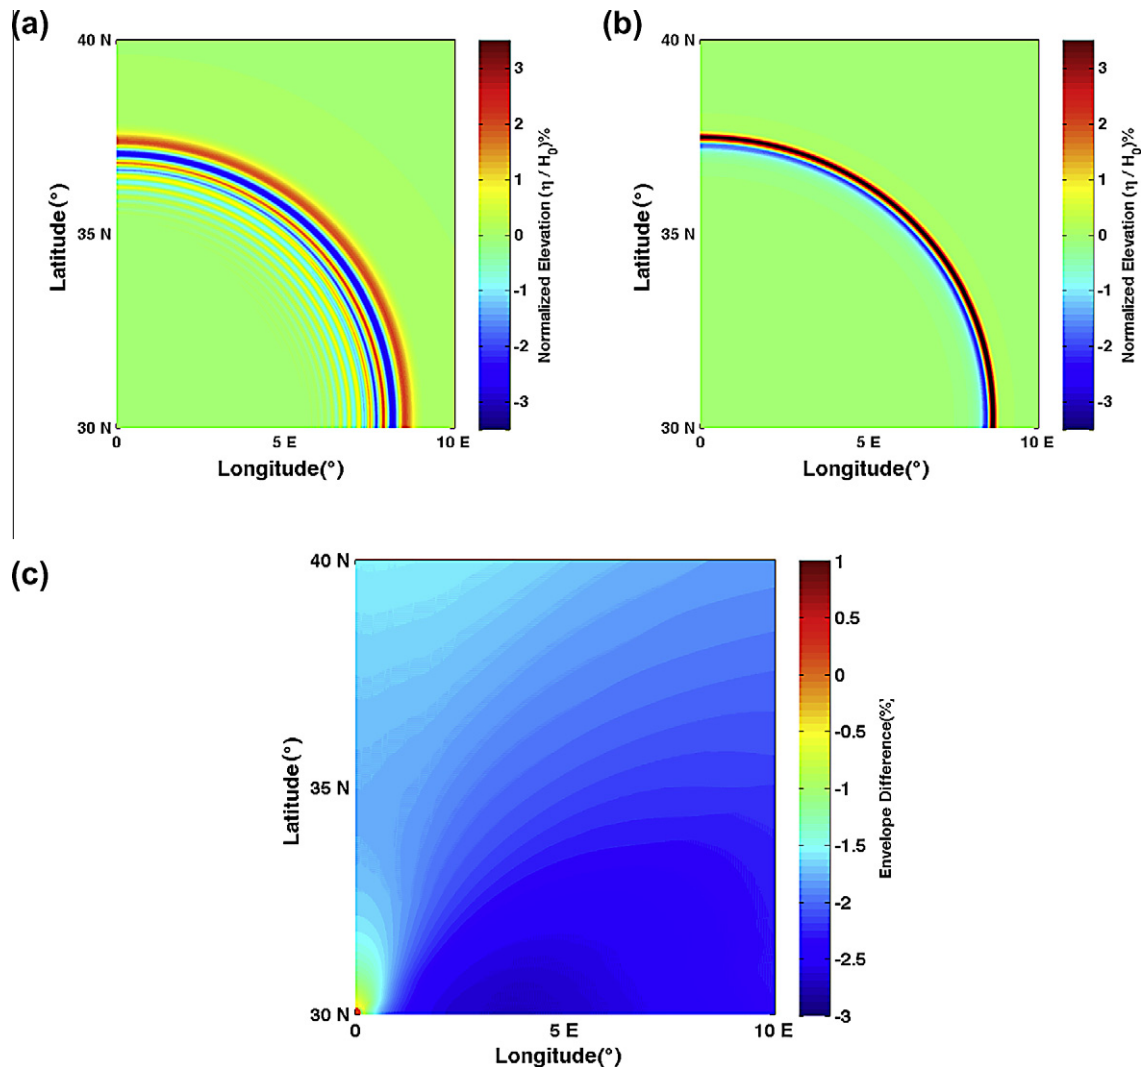 (a)
40 N
35 N
30 N
0
5 E
10 E
Latitude(°)
Longitude(°)
3
2
1
0
-1
-2
-3
Normalized Elevation (η / H₀)%
(b)
40 N
35 N
30 N
0
5 E
10 E
Latitude(°)
Longitude(°)
3
2
1
0
-1
-2
-3
Normalized Elevation (η / H₀)%
(c)
40 N
35 N
30 N
0
5 E
10 E
Latitude(°)
Longitude(°)
1
0.5
0
-0.5
-1
-1.5
-2
-2.5
-3
Envelope Difference(%)